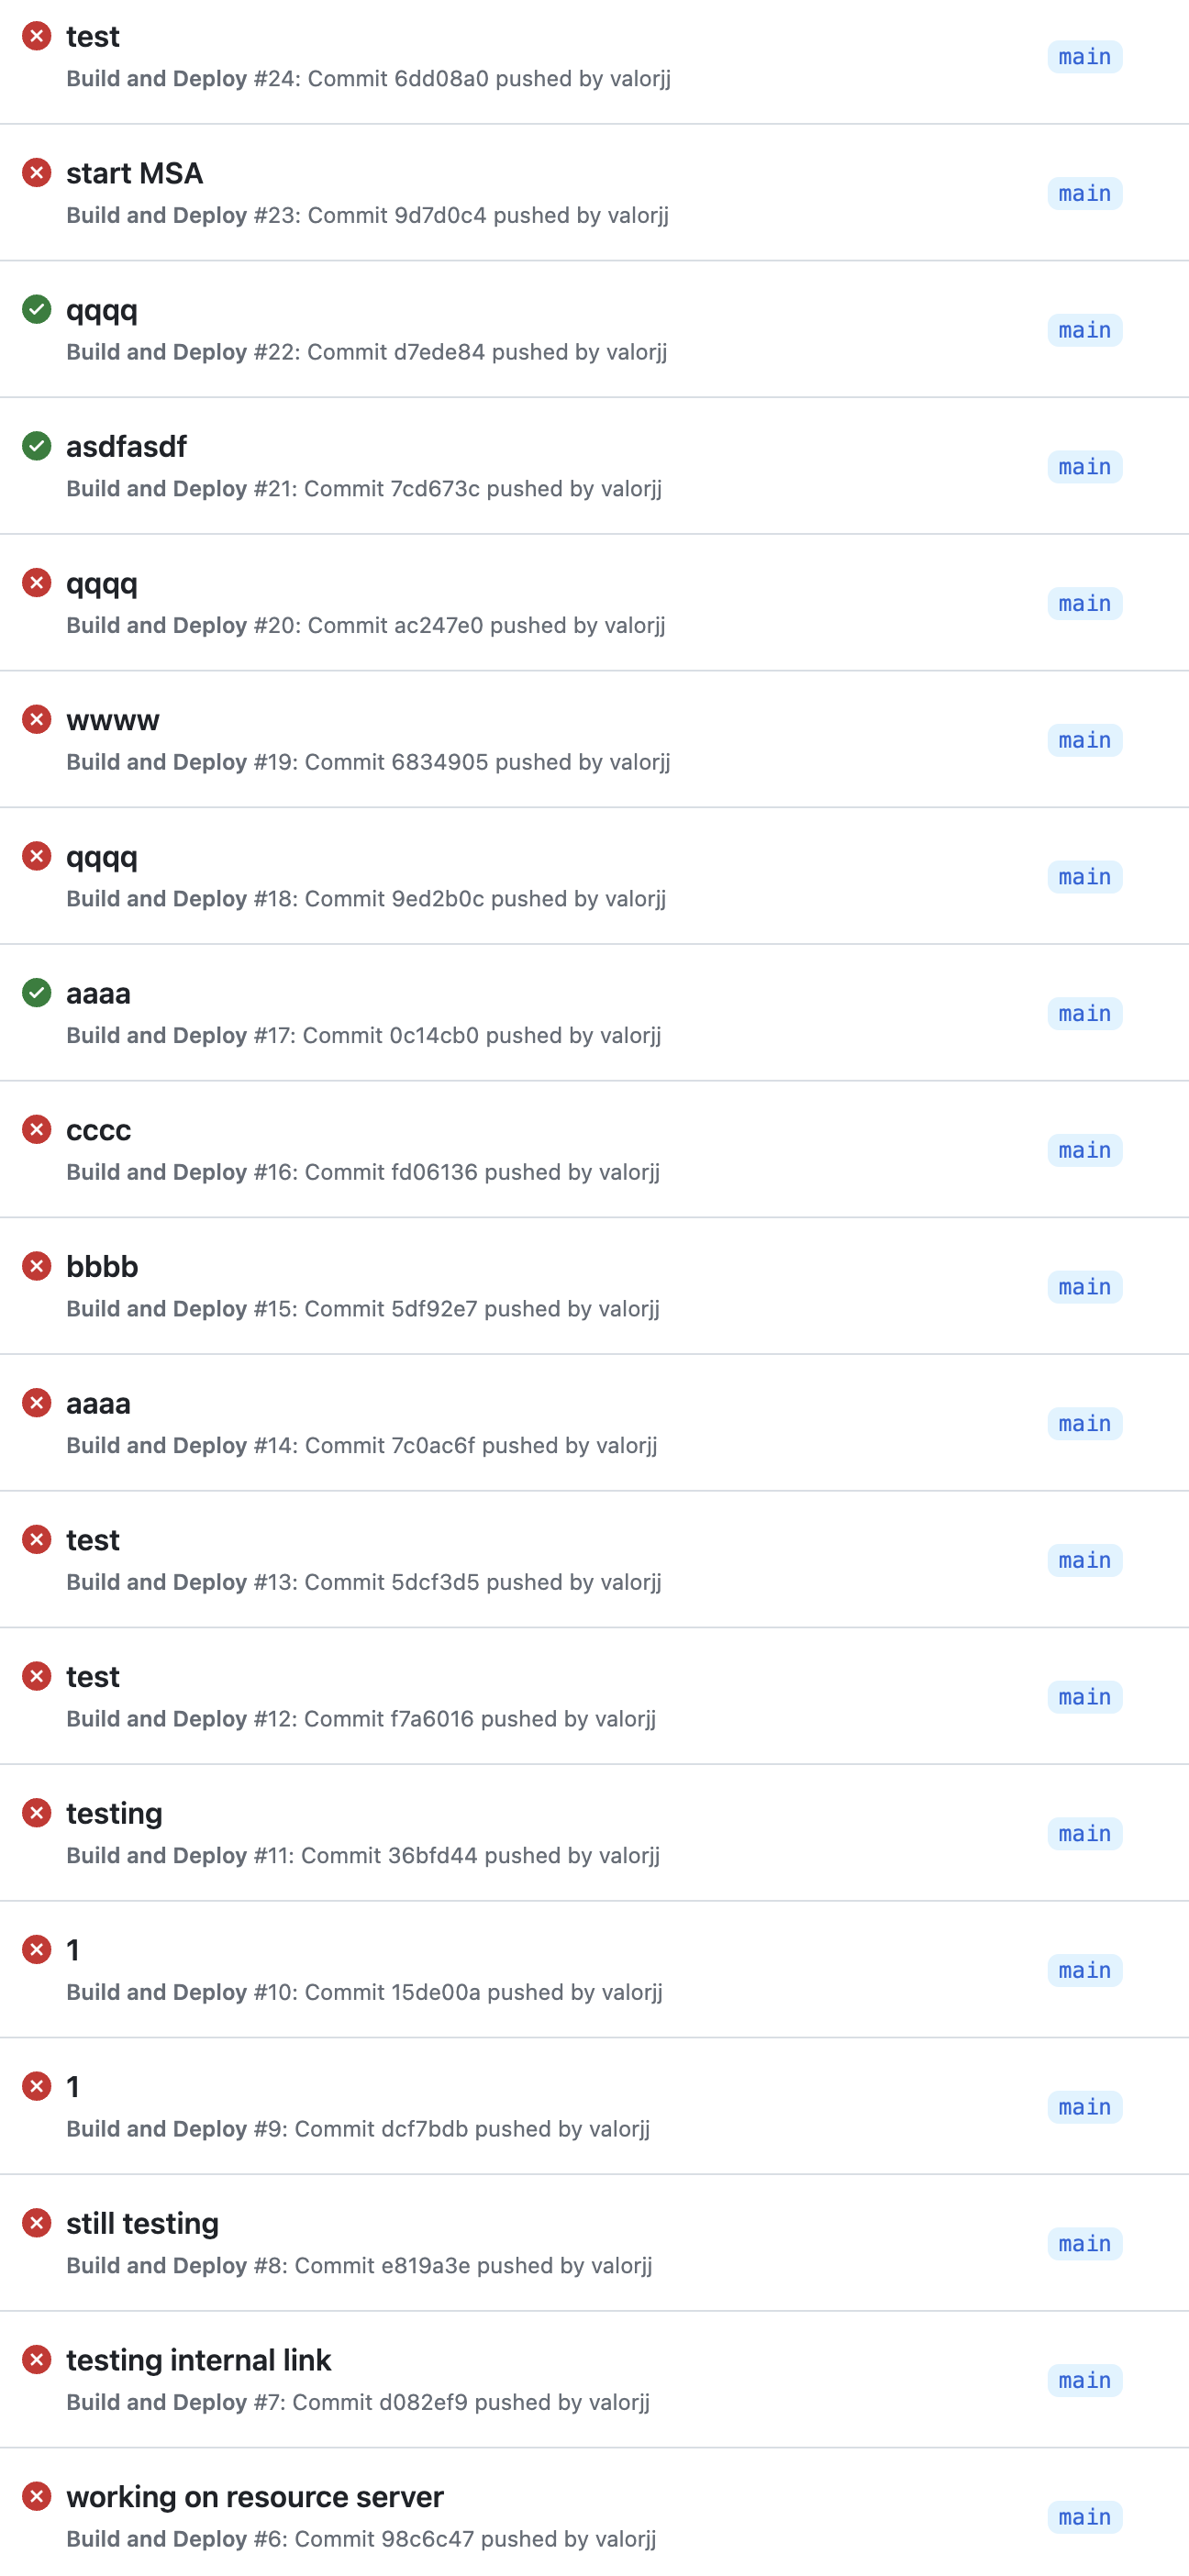 test
main
Build and Deploy #24: Commit 6dd08a0 pushed by valorjj
start MSA
main
Build and Deploy #23: Commit 9d7d0c4 pushed by valorjj
qqqq
main
Build and Deploy #22: Commit d7ede84 pushed by valorjj
asdfasdf
main
Build and Deploy #21: Commit 7cd673c pushed by valorjj
qqqq
main
Build and Deploy #20: Commit ac247e0 pushed by valorjj
wwww
main
Build and Deploy #19: Commit 6834905 pushed by valorjj
qqqq
main
Build and Deploy #18: Commit 9ed2b0c pushed by valorjj
aaaa
main
Build and Deploy #17: Commit 0c14cb0 pushed by valorjj
cccc
main
Build and Deploy #16: Commit fd06136 pushed by valorjj
bbbb
main
Build and Deploy #15: Commit 5df92e7 pushed by valorjj
aaaa
main
Build and Deploy #14: Commit 7c0ac6f pushed by valorjj
test
main
Build and Deploy #13: Commit 5dcf3d5 pushed by valorjj
test
main
Build and Deploy #12: Commit f7a6016 pushed by valorjj
testing
main
Build and Deploy #11: Commit 36bfd44 pushed by valorjj
1
main
Build and Deploy #10: Commit 15de00a pushed by valorjj
1
main
Build and Deploy #9: Commit dcf7bdb pushed by valorjj
still testing
main
Build and Deploy #8: Commit e819a3e pushed by valorjj
testing internal link
main
Build and Deploy #7: Commit d082ef9 pushed by valorjj
working on resource server
main
Build and Deploy #6: Commit 98c6c47 pushed by valorjj